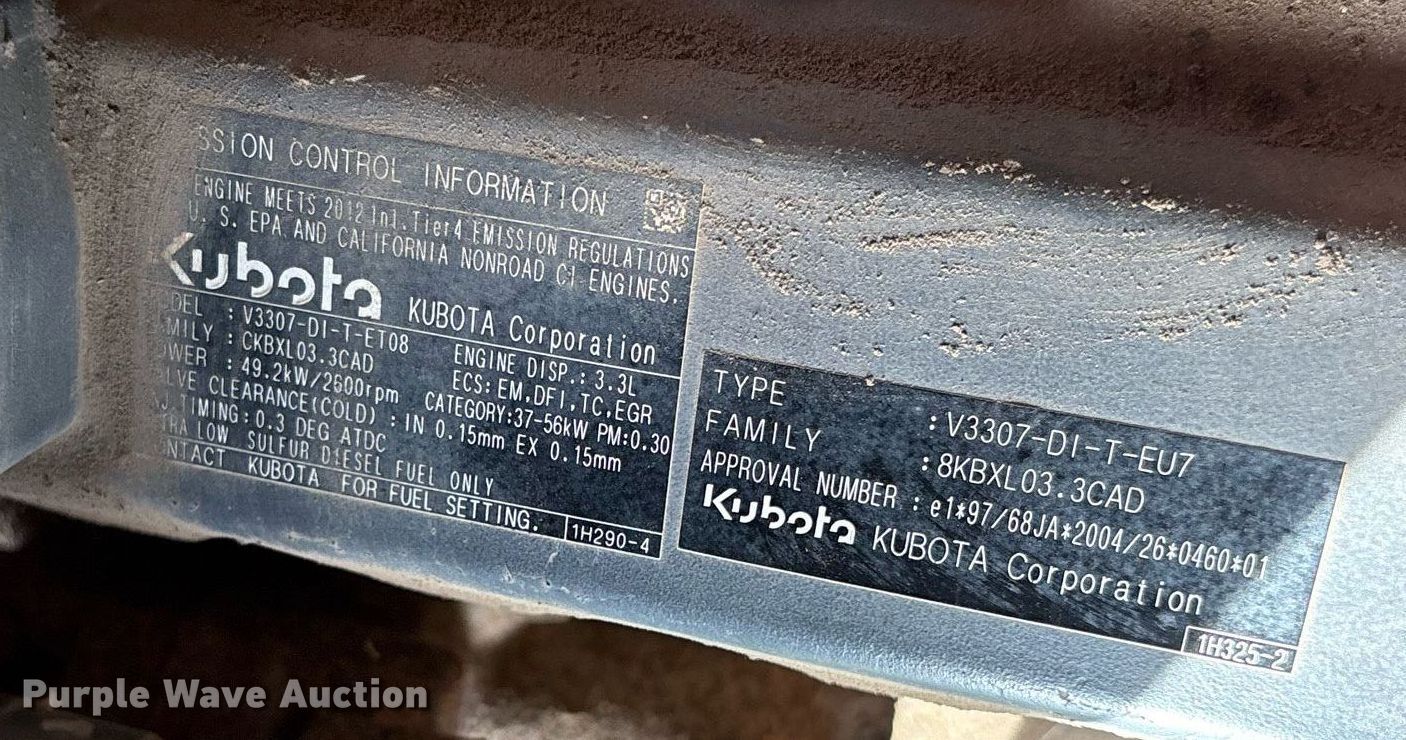 SSION CONTROL INFORMATION
ENGINE MEETS 2012 Int. Tier4 EMISSION REGULATIONS
U. S. EPA AND CALIFORNIA NONROAD CI ENGINES.
Kubota KUBOTA Corporation
DEL : V3307-DI-T-ET08 ENGINE DISP.: 3.3L
MILY : CKBXL03.3CAD ECS: EM,DFI,TC,EGR
OWER : 49.2kW/2600rpm CATEGORY:37-56kW PM:0.30
LVE CLEARANCE(COLD) : IN 0.15mm EX 0.15mm
TIMING:0.3 DEG ATDC
TRA LOW SULFUR DIESEL FUEL ONLY
NTACT KUBOTA FOR FUEL SETTING.
1H290-4
TYPE : V3307-DI-T-EU7
FAMILY : 8KBXL03.3CAD
APPROVAL NUMBER : e1*97/68JA*2004/26*0460*01
Kubota KUBOTA Corporation
1H325-2
Purple Wave Auction